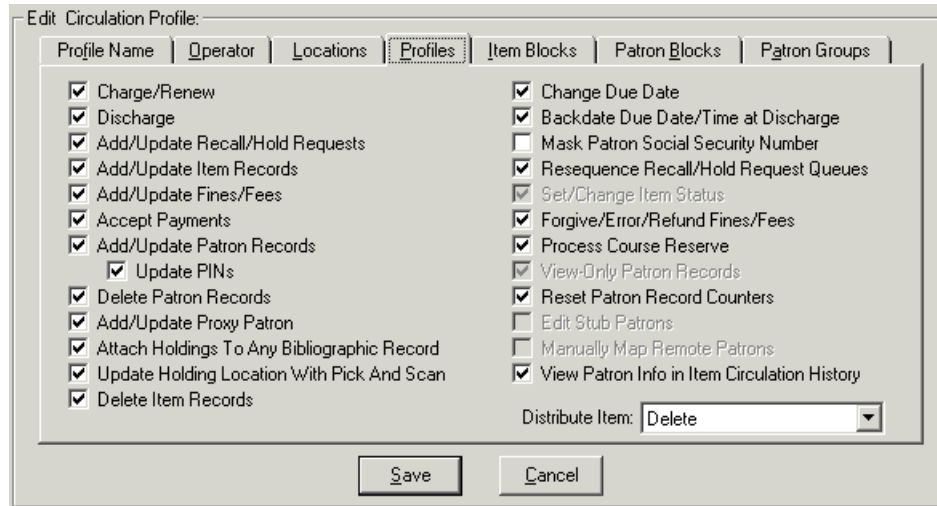 Edit Circulation Profile:
Profile Name Operator Locations Profiles Item Blocks Patron Blocks Patron Groups
Charge/Renew
Discharge
Add/Update Recall/Hold Requests
Add/Update Item Records
Add/Update Fines/Fees
Accept Payments
Add/Update Patron Records
Update PINs
Delete Patron Records
Add/Update Proxy Patron
Attach Holdings To Any Bibliographic Record
Update Holding Location With Pick And Scan
Delete Item Records
Change Due Date
Backdate Due Date/Time at Discharge
Mask Patron Social Security Number
Resequence Recall/Hold Request Queues
Set/Change Item Status
Forgive/Error/Refund Fines/Fees
Process Course Reserve
View-Only Patron Records
Reset Patron Record Counters
Edit Stub Patrons
Manually Map Remote Patrons
View Patron Info in Item Circulation History
Distribute Item: Delete
Save Cancel